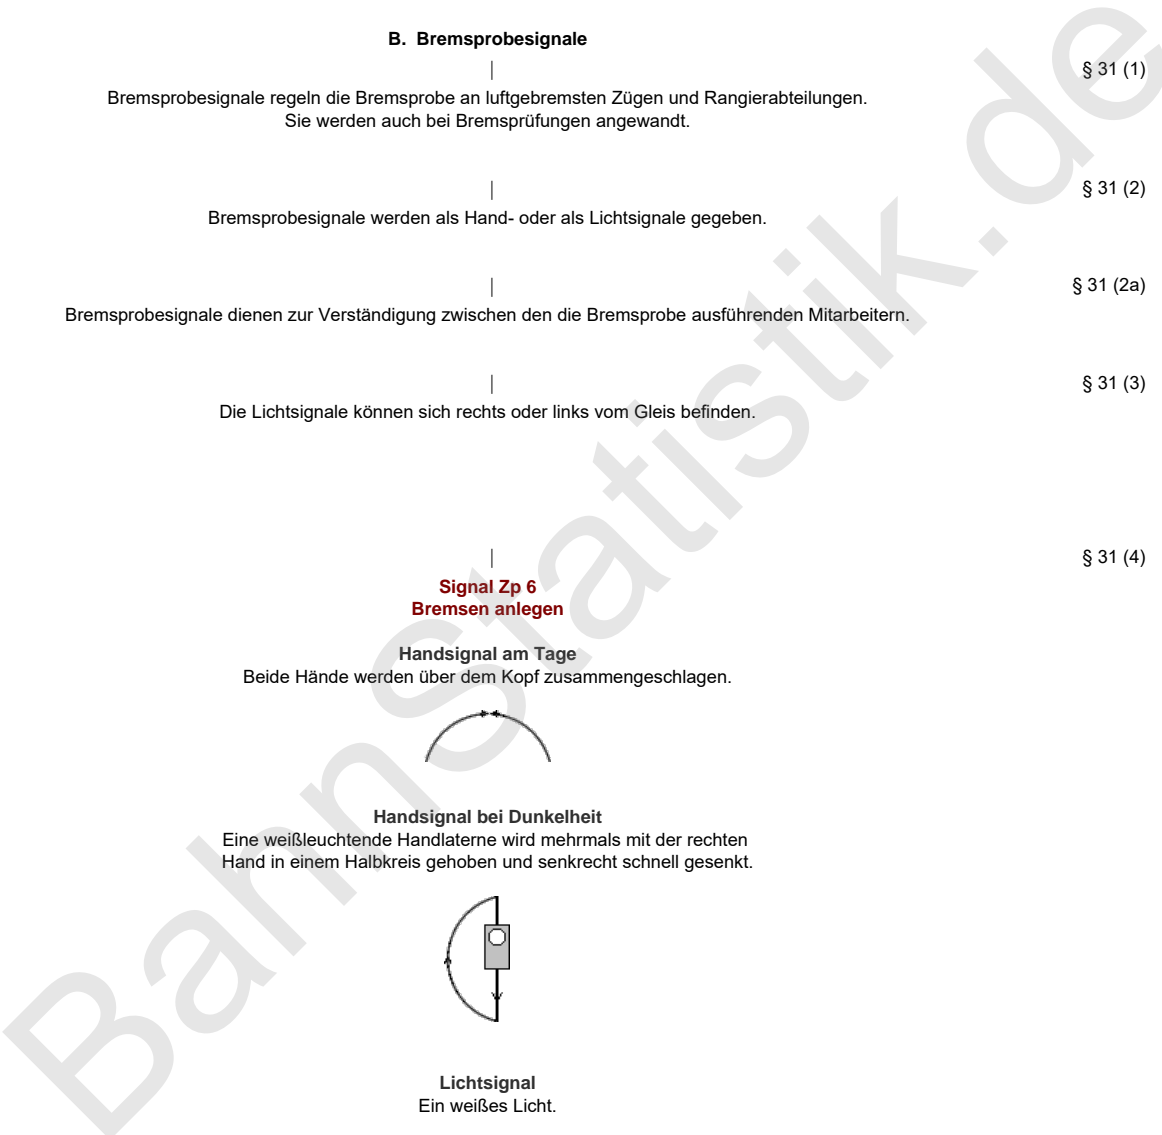 B. Bremsprobesignale
| § 31 (1)
Bremsprobesignale regeln die Bremsprobe an luftgebremsten Zügen und Rangierabteilungen.
Sie werden auch bei Bremsprüfungen angewandt.
| § 31 (2)
Bremsprobesignale werden als Hand- oder als Lichtsignale gegeben.
| § 31 (2a)
Bremsprobesignale dienen zur Verständigung zwischen den die Bremsprobe ausführenden Mitarbeitern.
| § 31 (3)
Die Lichtsignale können sich rechts oder links vom Gleis befinden.
| § 31 (4)
Signal Zp 6
Bremsen anlegen
Handsignal am Tage
Beide Hände werden über dem Kopf zusammengeschlagen.
Handsignal bei Dunkelheit
Eine weißleuchtende Handlaterne wird mehrmals mit der rechten
Hand in einem Halbkreis gehoben und senkrecht schnell gesenkt.
Lichtsignal
Ein weißes Licht.
BahnStatistik.de